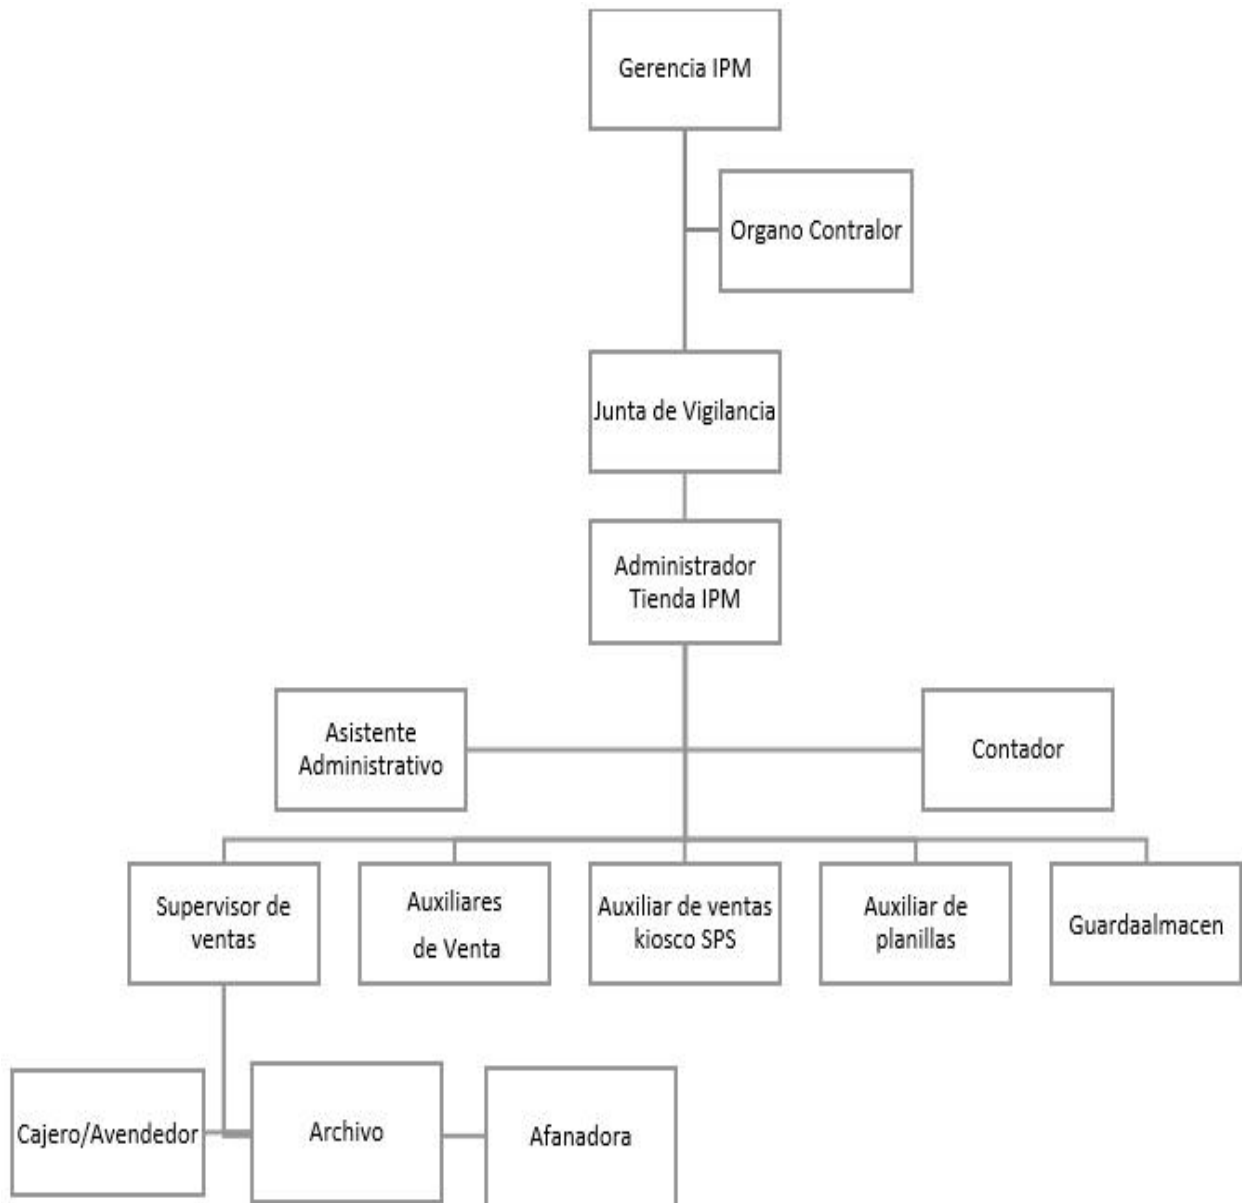 Gerencia IPM
Organo Contralor
Junta de Vigilancia
Administrador
Tienda IPM
Asistente
Administrativo
Contador
Supervisor de
ventas
Auxiliares
de Venta
Auxiliar de ventas
kiosco SPS
Auxiliar de
planillas
Guardaalmacen
Cajero/Avendedor
Archivo
Afanadora